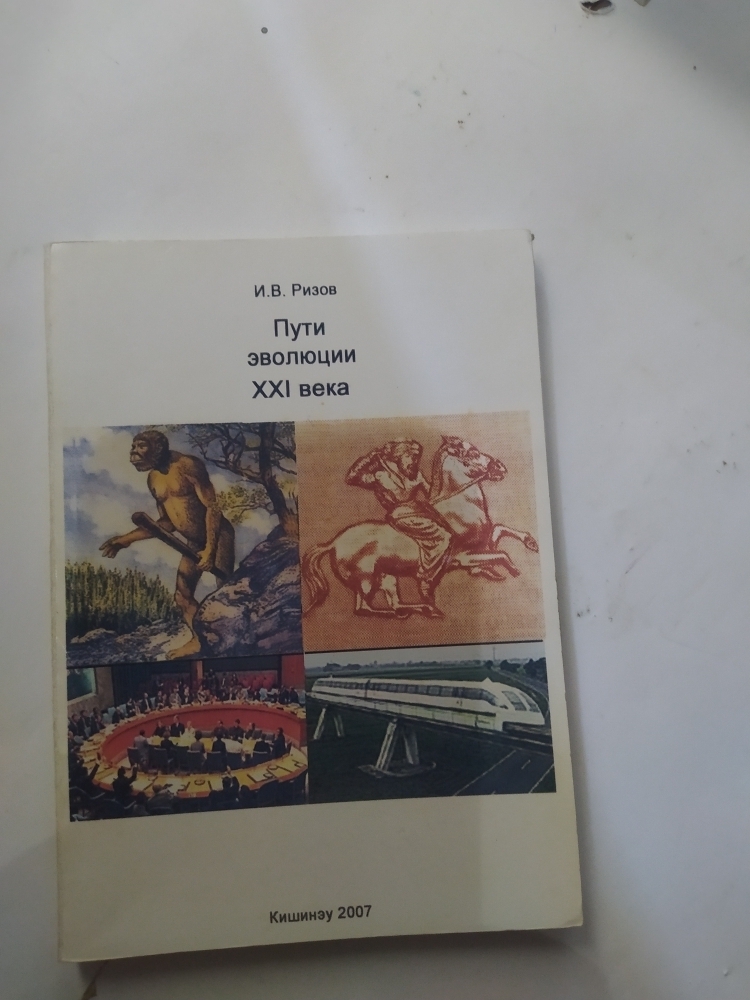 И.В. Ризов
Пути
эволюции
XXI века
Кишинэу 2007